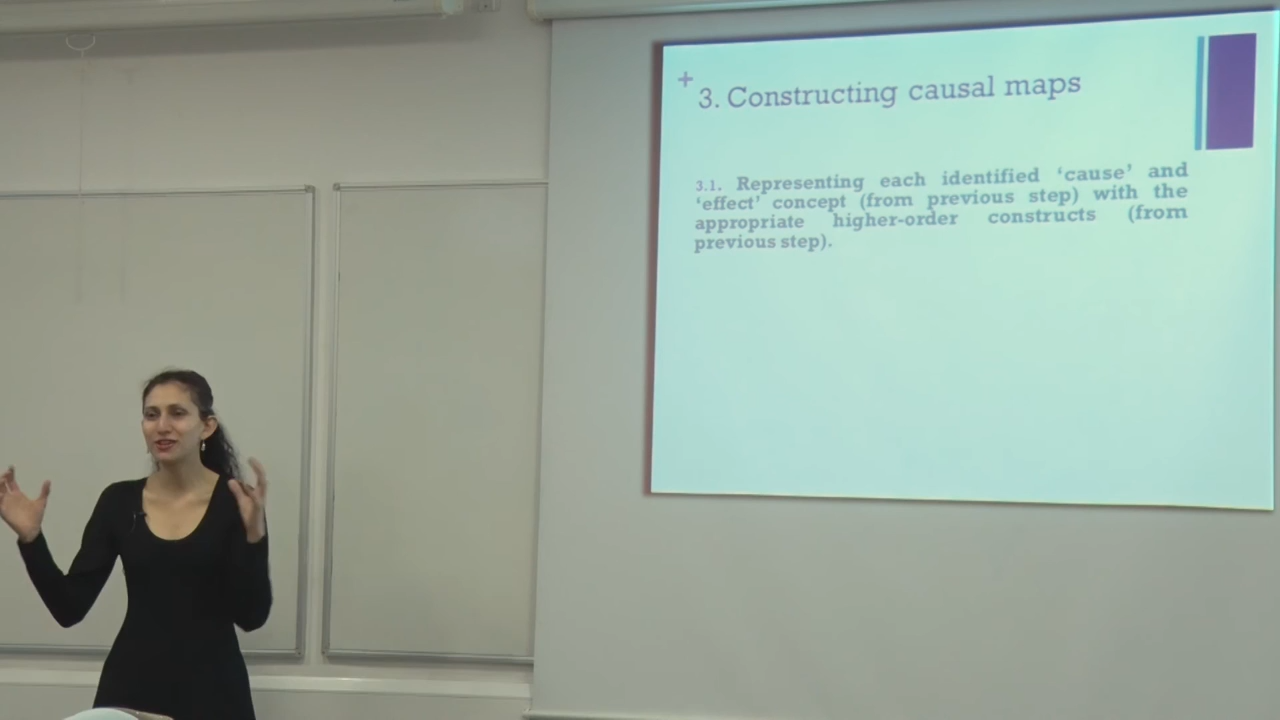 +
3. Constructing causal maps
3.1. Representing each identified ‘cause’ and
‘effect’ concept (from previous step) with the
appropriate higher-order constructs (from
previous step).